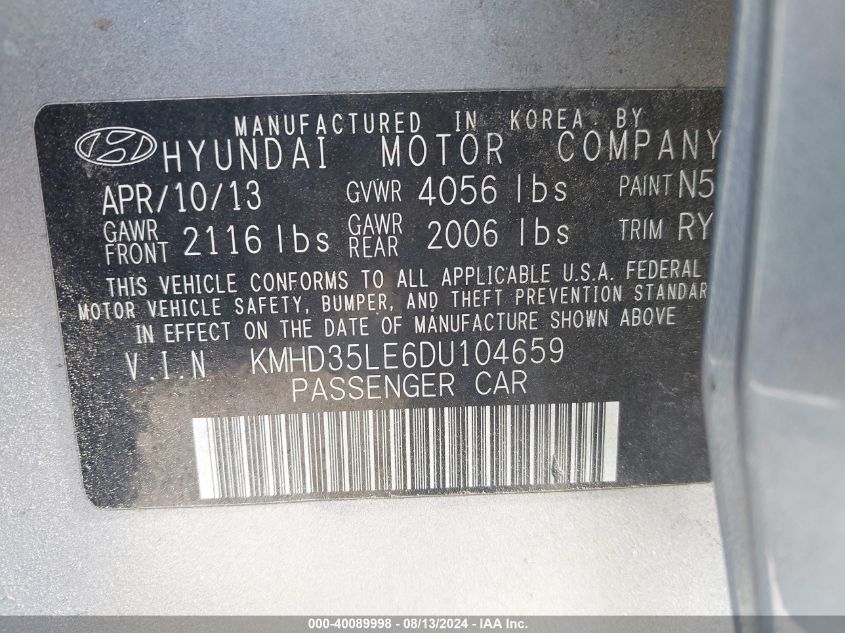 MANUFACTURED IN KOREA BY
HYUNDAI MOTOR COMPANY
APR/10/13 GVWR 4056 lbs PAINT N5
GAWR FRONT 2116 lbs GAWR REAR 2006 lbs TRIM RY
THIS VEHICLE CONFORMS TO ALL APPLICABLE U.S.A. FEDERAL
MOTOR VEHICLE SAFETY, BUMPER, AND THEFT PREVENTION STANDAR
IN EFFECT ON THE DATE OF MANUFACTURE SHOWN ABOVE
V.I.N KMHD35LE6DU104659
PASSENGER CAR
000-40089998 - 08/13/2024 - IAA Inc.